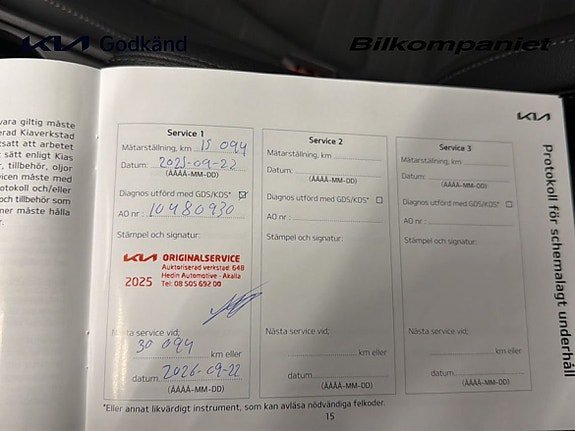 KIA Godkänd
Bilkompaniet
vara giltig måste
erad Kiaverkstad
tsatt att arbetet
sätt enligt Kias
, tillbehör, oljor
vicen måste med
otokoll och/eller
och tillbehör som
ner måste hålla
KIA
Protokoll för schemalagt underhåll
Service 1
Mätarställning, km 15 094
Datum: 2025-09-22
(ÅÅÅÅ-MM-DD)
Diagnos utförd med GDS/KDS*
AO nr : 10480930
Stämpel och signatur:
KIA ORIGINALSERVICE
Auktoriserad verkstad: 648
Hedin Automotive - Akalla
2025 Tel: 08 505 692 00
Nästa service vid;
30 094 km eller
datum 2026-09-22
(ÅÅÅÅ-MM-DD)
Service 2
Mätarställning, km
Datum:
(ÅÅÅÅ-MM-DD)
Diagnos utförd med GDS/KDS*
AO nr :
Stämpel och signatur:
Nästa service vid;
km eller
datum
(ÅÅÅÅ-MM-DD)
Service 3
Mätarställning, km
Datum:
(ÅÅÅÅ-MM-DD)
Diagnos utförd med GDS/KDS*
AO nr :
Stämpel och signatur:
Nästa service vid;
km eller
datum
(ÅÅÅÅ-MM-DD)
*Eller annat likvärdigt instrument, som kan avläsa nödvändiga felkoder.
15